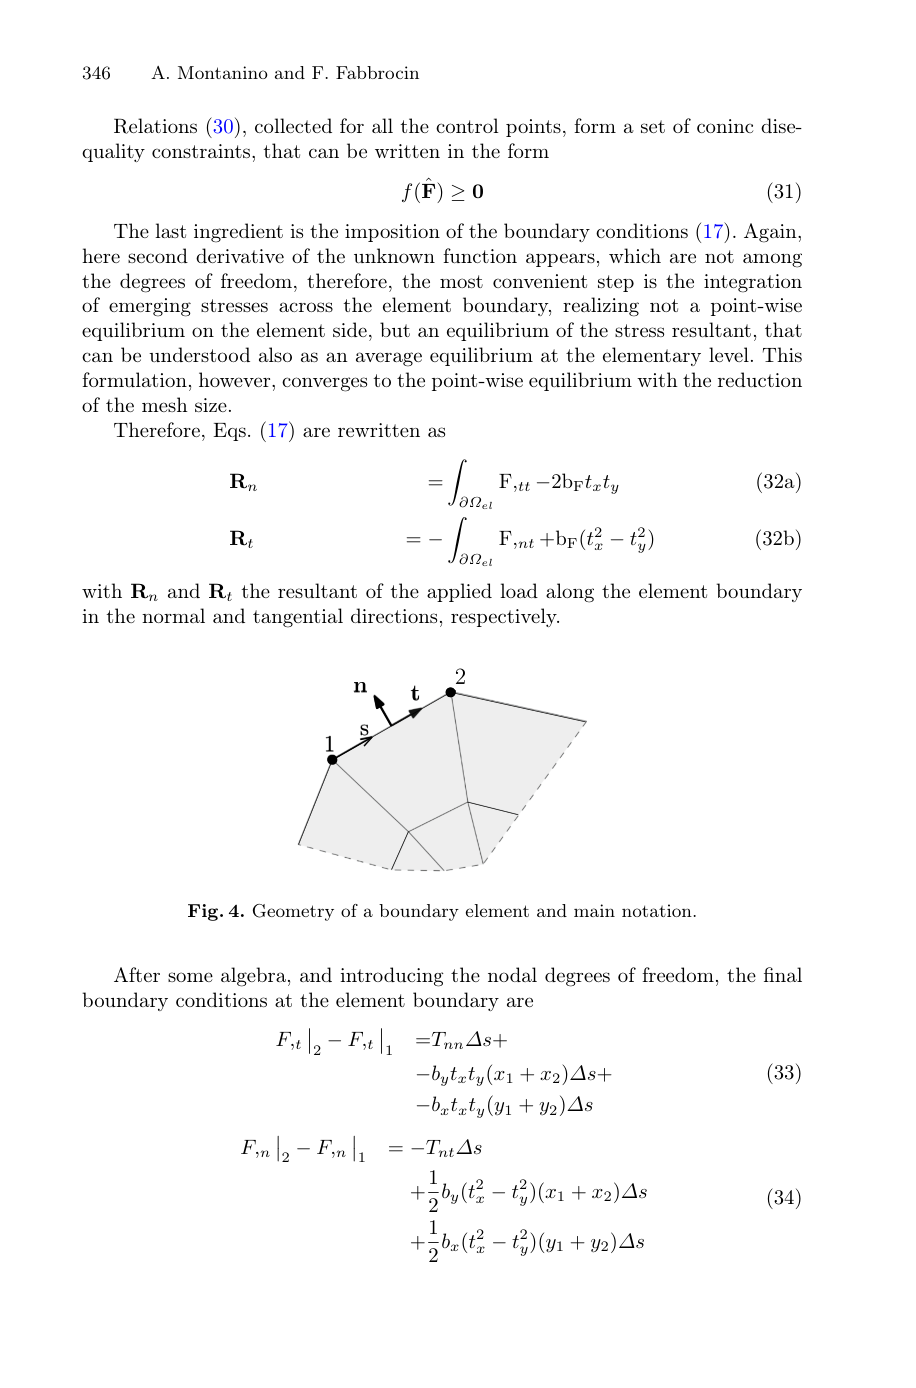 346 A. Montanino and F. Fabbrocin
Relations (30), collected for all the control points, form a set of coninc dise-
quality constraints, that can be written in the form
f(F̂) ≥ 0 (31)
The last ingredient is the imposition of the boundary conditions (17). Again,
here second derivative of the unknown function appears, which are not among
the degrees of freedom, therefore, the most convenient step is the integration
of emerging stresses across the element boundary, realizing not a point-wise
equilibrium on the element side, but an equilibrium of the stress resultant, that
can be understood also as an average equilibrium at the elementary level. This
formulation, however, converges to the point-wise equilibrium with the reduction
of the mesh size.
Therefore, Eqs. (17) are rewritten as
R_n = ∫_{∂Ω_{el}} F,_{tt} −2b_F t_x t_y (32a)
R_t = − ∫_{∂Ω_{el}} F,_{nt} +b_F(t_x^2 − t_y^2) (32b)
with R_n and R_t the resultant of the applied load along the element boundary
in the normal and tangential directions, respectively.
2
n
t
s
1
Fig. 4. Geometry of a boundary element and main notation.
After some algebra, and introducing the nodal degrees of freedom, the final
boundary conditions at the element boundary are
F,_t |_2 − F,_t |_1 =T_{nn}Δs+
−b_y t_x t_y(x_1 + x_2)Δs+ (33)
−b_x t_x t_y(y_1 + y_2)Δs
F,_n |_2 − F,_n |_1 = −T_{nt}Δs
+\frac{1}{2}b_y(t_x^2 − t_y^2)(x_1 + x_2)Δs (34)
+\frac{1}{2}b_x(t_x^2 − t_y^2)(y_1 + y_2)Δs